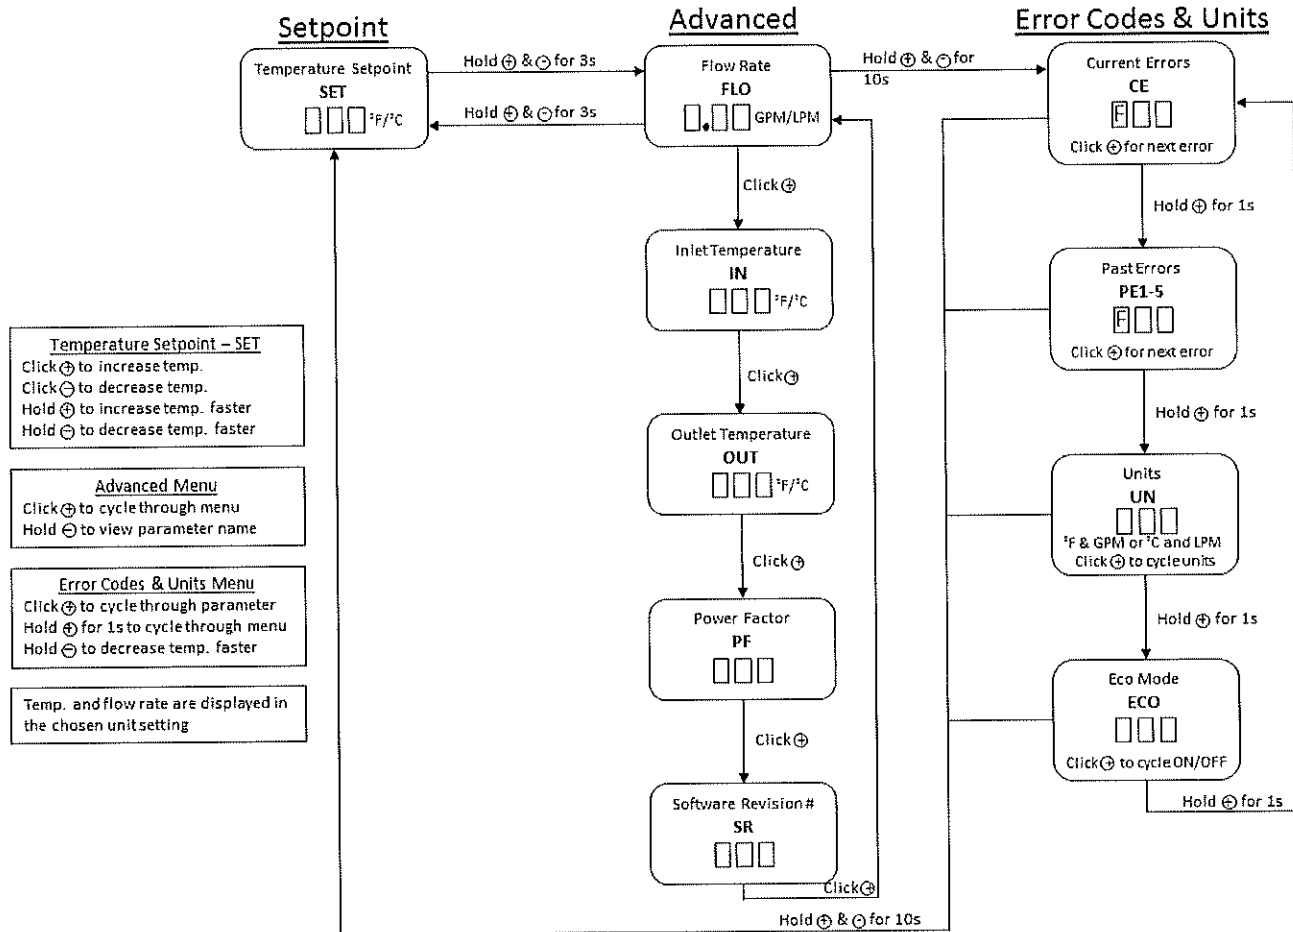 Setpoint
Temperature Setpoint
SET
°F/°C
Hold ⊕ & ⊖ for 3s
Hold ⊕ & ⊖ for 3s
Temperature Setpoint – SET
Click ⊕ to increase temp.
Click ⊖ to decrease temp.
Hold ⊕ to increase temp. faster
Hold ⊖ to decrease temp. faster
Advanced Menu
Click ⊕ to cycle through menu
Hold ⊖ to view parameter name
Error Codes & Units Menu
Click ⊕ to cycle through parameter
Hold ⊕ for 1s to cycle through menu
Hold ⊖ to decrease temp. faster
Temp. and flow rate are displayed in
the chosen unit setting
Advanced
Flow Rate
FLO
GPM/LPM
Click ⊕
Inlet Temperature
IN
°F/°C
Click ⊕
Outlet Temperature
OUT
°F/°C
Click ⊕
Power Factor
PF
Click ⊕
Software Revision #
SR
Click ⊕
Hold ⊕ & ⊖ for
10s
Error Codes & Units
Current Errors
CE
F
Click ⊕ for next error
Hold ⊕ for 1s
Past Errors
PE1-5
F
Click ⊕ for next error
Hold ⊕ for 1s
Units
UN
°F & GPM or °C and LPM
Click ⊕ to cycle units
Hold ⊕ for 1s
Eco Mode
ECO
Click ⊕ to cycle ON/OFF
Hold ⊕ for 1s
Hold ⊕ & ⊖ for 10s